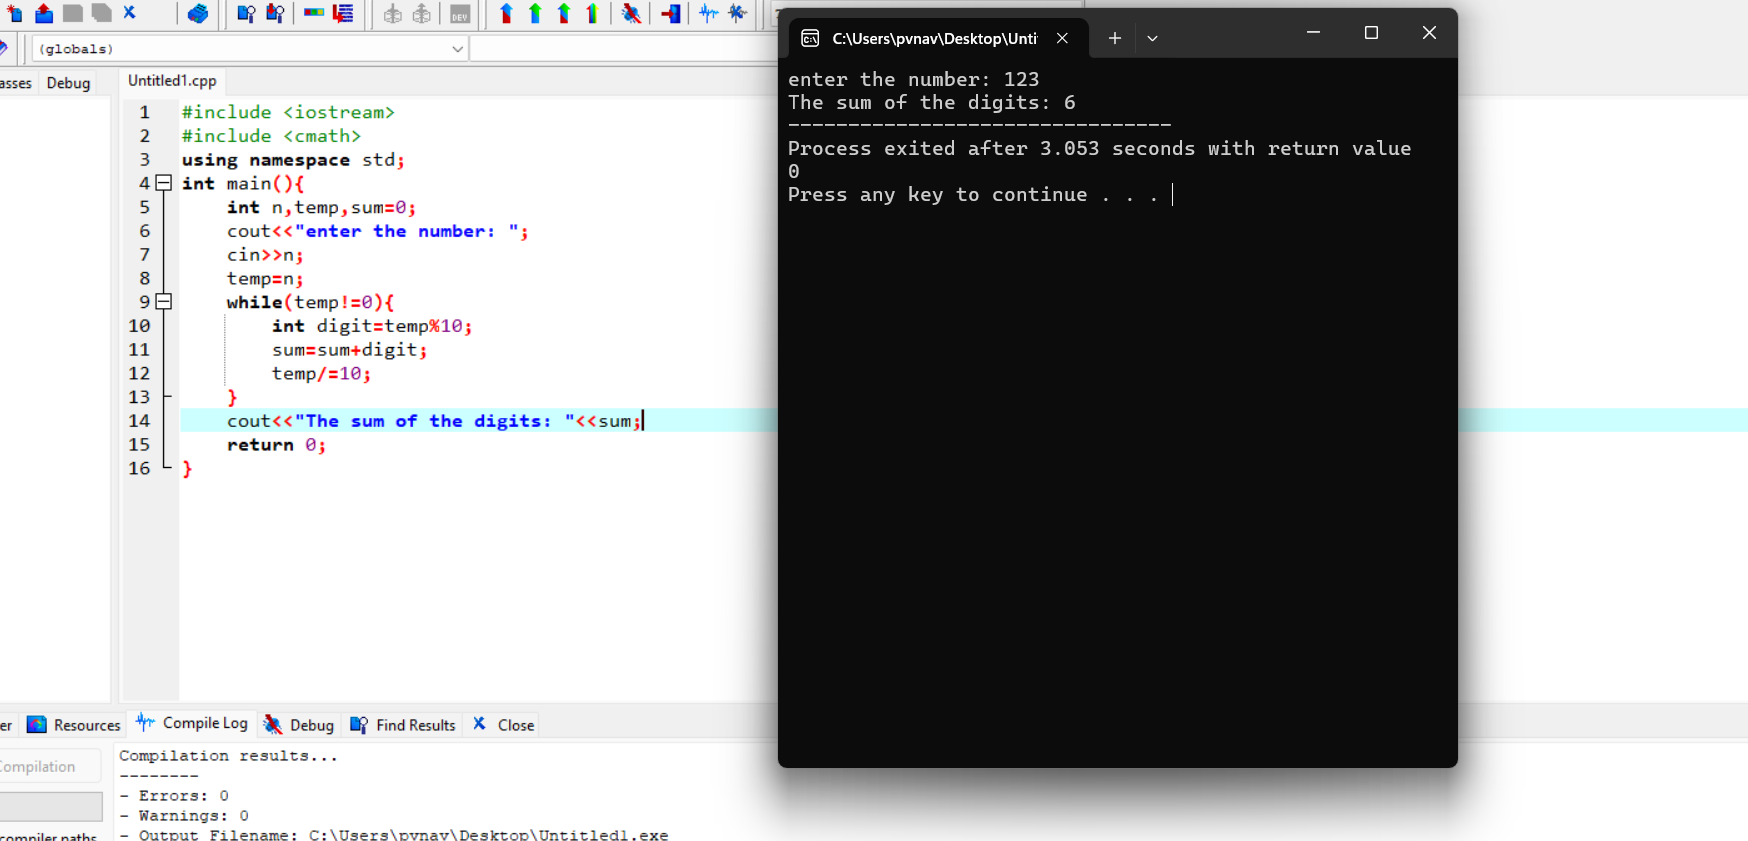 (globals)
asses Debug
Untitled1.cpp
1 #include <iostream>
2 #include <cmath>
3 using namespace std;
4 int main(){
5 int n,temp,sum=0;
6 cout<<"enter the number: ";
7 cin>>n;
8 temp=n;
9 while(temp!=0){
10 int digit=temp%10;
11 sum=sum+digit;
12 temp/=10;
13 }
14 cout<<"The sum of the digits: "<<sum;
15 return 0;
16 }
er Resources Compile Log Debug Find Results Close
Compilation
Compilation results...
--------
- Errors: 0
- Warnings: 0
compiler paths
- Output Filename: C:\Users\pvnav\Desktop\Untitled1.exe
DEV
C:\Users\pvnav\Desktop\Unti
enter the number: 123
The sum of the digits: 6
--------------------------------
Process exited after 3.053 seconds with return value
0
Press any key to continue . . .